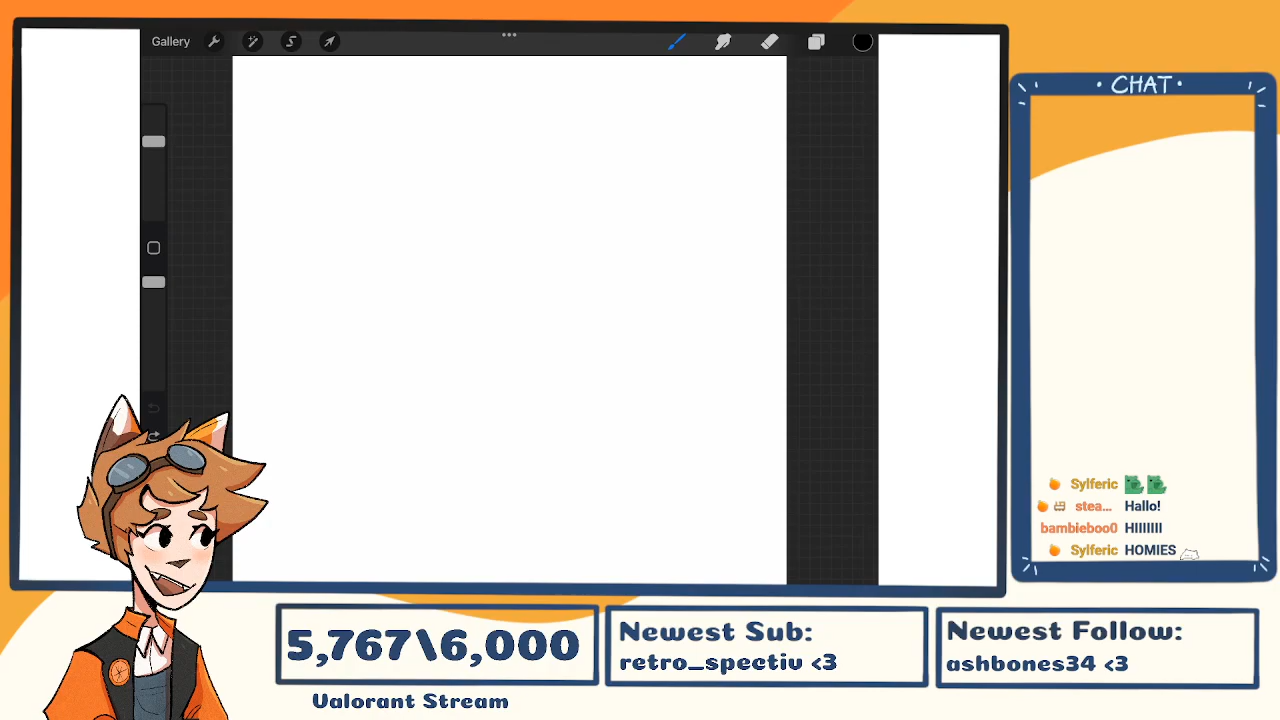 Gallery
• CHAT •
Sylferic
stea... Hallo!
bambieboo0 HIIIIIII
Sylferic HOMIES
5,767\6,000
Valorant Stream
Newest Sub:
retro_spectiv <3
Newest Follow:
ashbones34 <3